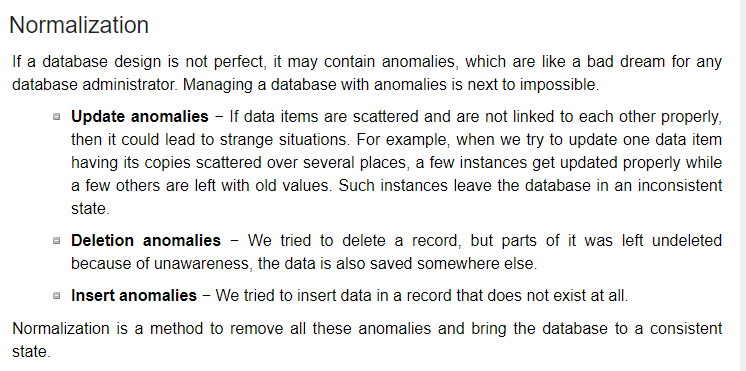 Normalization
If a database design is not perfect, it may contain anomalies, which are like a bad dream for any
database administrator. Managing a database with anomalies is next to impossible.
Update anomalies − If data items are scattered and are not linked to each other properly,
then it could lead to strange situations. For example, when we try to update one data item
having its copies scattered over several places, a few instances get updated properly while
a few others are left with old values. Such instances leave the database in an inconsistent
state.
Deletion anomalies − We tried to delete a record, but parts of it was left undeleted
because of unawareness, the data is also saved somewhere else.
Insert anomalies − We tried to insert data in a record that does not exist at all.
Normalization is a method to remove all these anomalies and bring the database to a consistent
state.